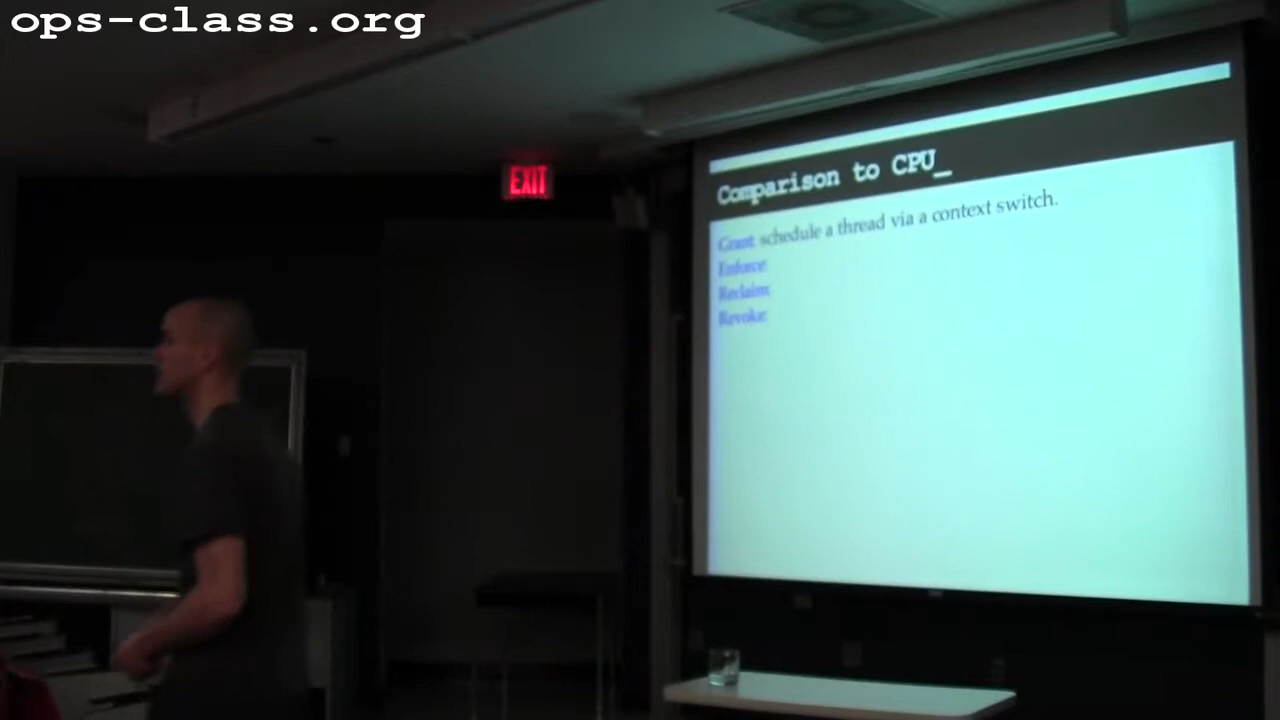 ops-class.org
EXIT
Comparison to CPU_
Grant: schedule a thread via a context switch.
Enforce:
Reclaim:
Revoke: